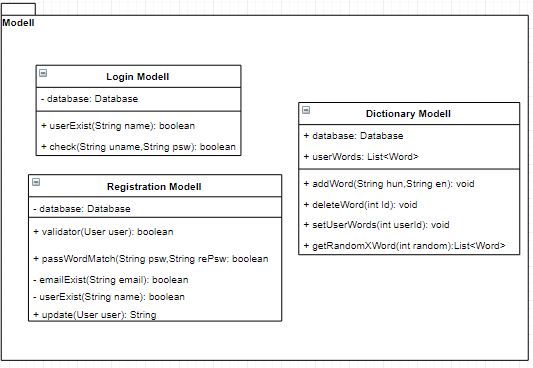 Modell
Login Modell
- database: Database
+ userExist(String name): boolean
+ check(String uname,String psw): boolean
Registration Modell
- database: Database
+ validator(User user): boolean
+ passWordMatch(String psw,String rePsw: boolean
- emailExist(String email): boolean
- userExist(String name): boolean
+ update(User user): String
Dictionary Modell
+ database: Database
+ userWords: List<Word>
+ addWord(String hun,String en): void
+ deleteWord(int Id): void
+ setUserWords(int userId): void
+ getRandomXWord(int random):List<Word>